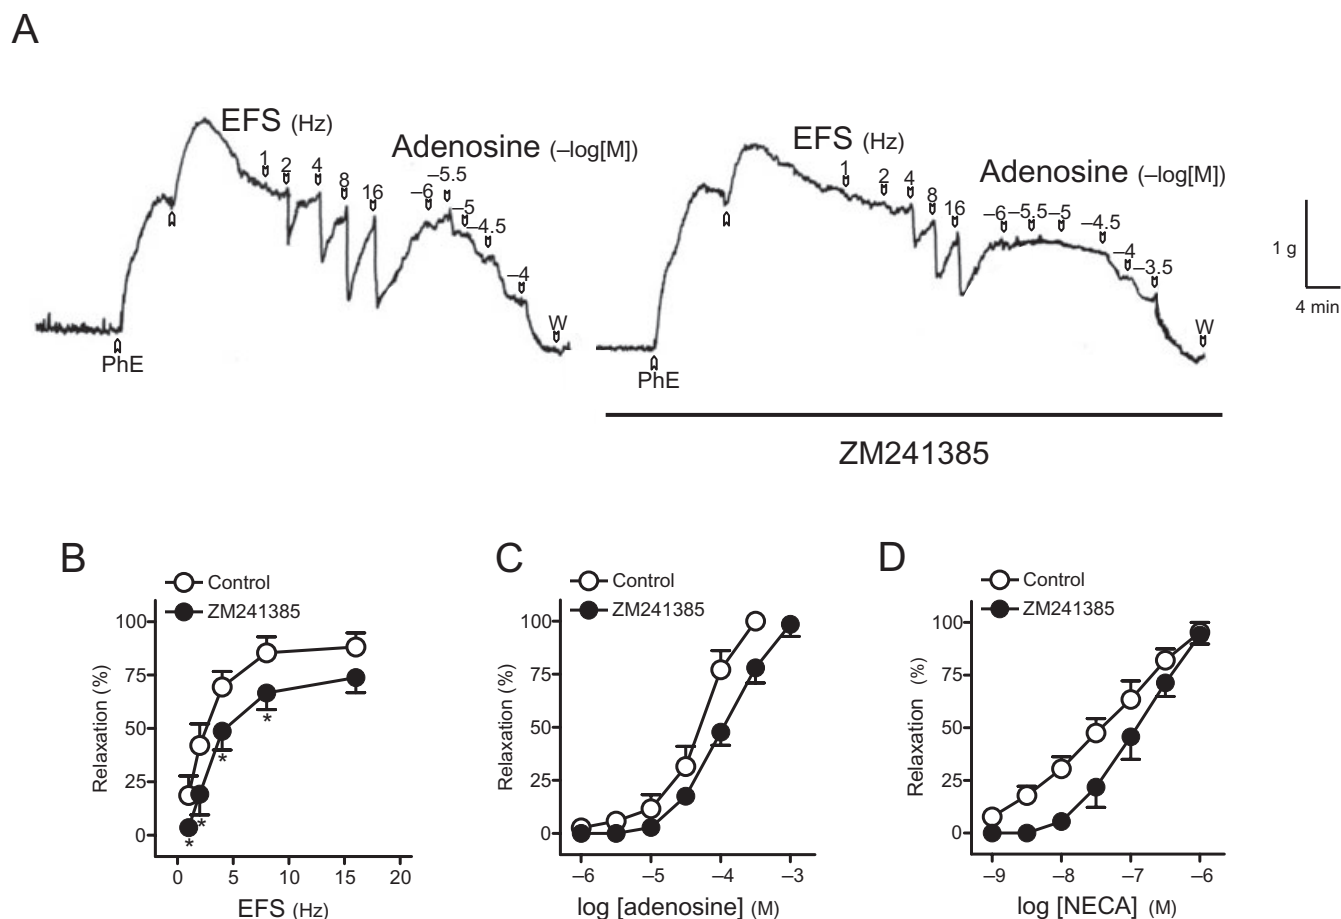 A
EFS (Hz)
1 2 4 8 16
Adenosine (–log[M])
–6 –5.5 –5 –4.5 –4
W
PhE
EFS (Hz)
1 2 4 8 16
Adenosine (–log[M])
–6 –5.5 –5 –4.5 –4 –3.5
W
PhE
1 g
4 min
ZM241385
B
Control
ZM241385
Relaxation (%)
100
75
50
25
0
* * * *
0 5 10 15 20
EFS (Hz)
C
Control
ZM241385
Relaxation (%)
100
75
50
25
0
–6 –5 –4 –3
log [adenosine] (M)
D
Control
ZM241385
Relaxation (%)
100
75
50
25
0
–9 –8 –7 –6
log [NECA] (M)